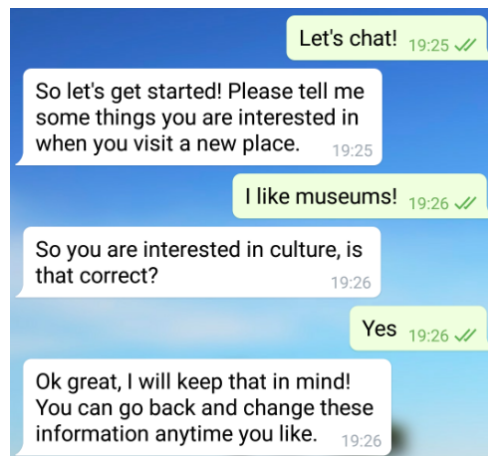 Let's chat! 19:25
So let's get started! Please tell me
some things you are interested in
when you visit a new place. 19:25
I like museums! 19:26
So you are interested in culture, is
that correct? 19:26
Yes 19:26
Ok great, I will keep that in mind!
You can go back and change these
information anytime you like. 19:26